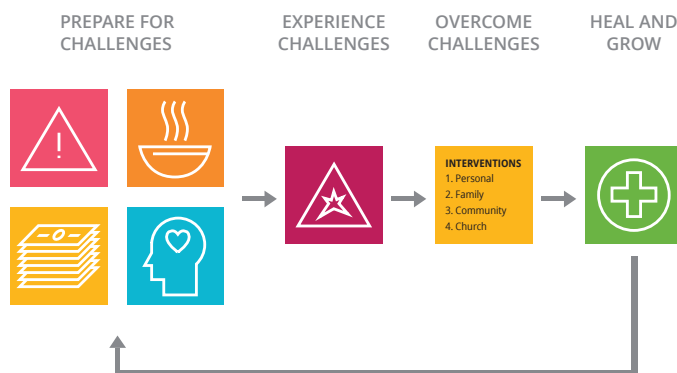 PREPARE FOR
CHALLENGES
EXPERIENCE
CHALLENGES
OVERCOME
CHALLENGES
HEAL AND
GROW
INTERVENTIONS
1. Personal
2. Family
3. Community
4. Church